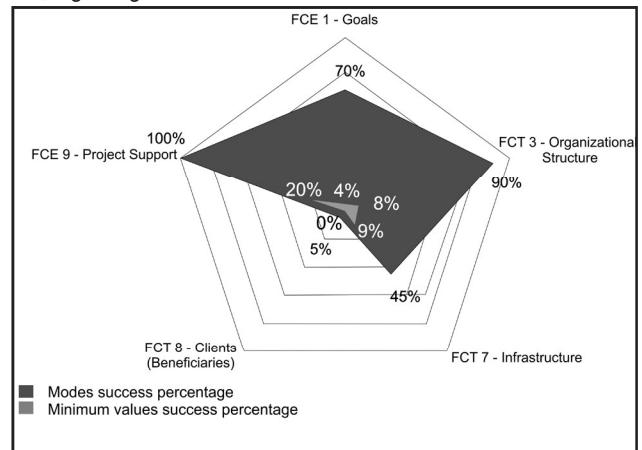 FCE 1 - Goals
70%
100%
FCE 9 - Project Support
FCT 3 - Organizational
Structure
90%
20%
4%
8%
0%
9%
5%
45%
FCT 8 - Clients
(Beneficiaries)
FCT 7 - Infrastructure
Modes success percentage
Minimum values success percentage